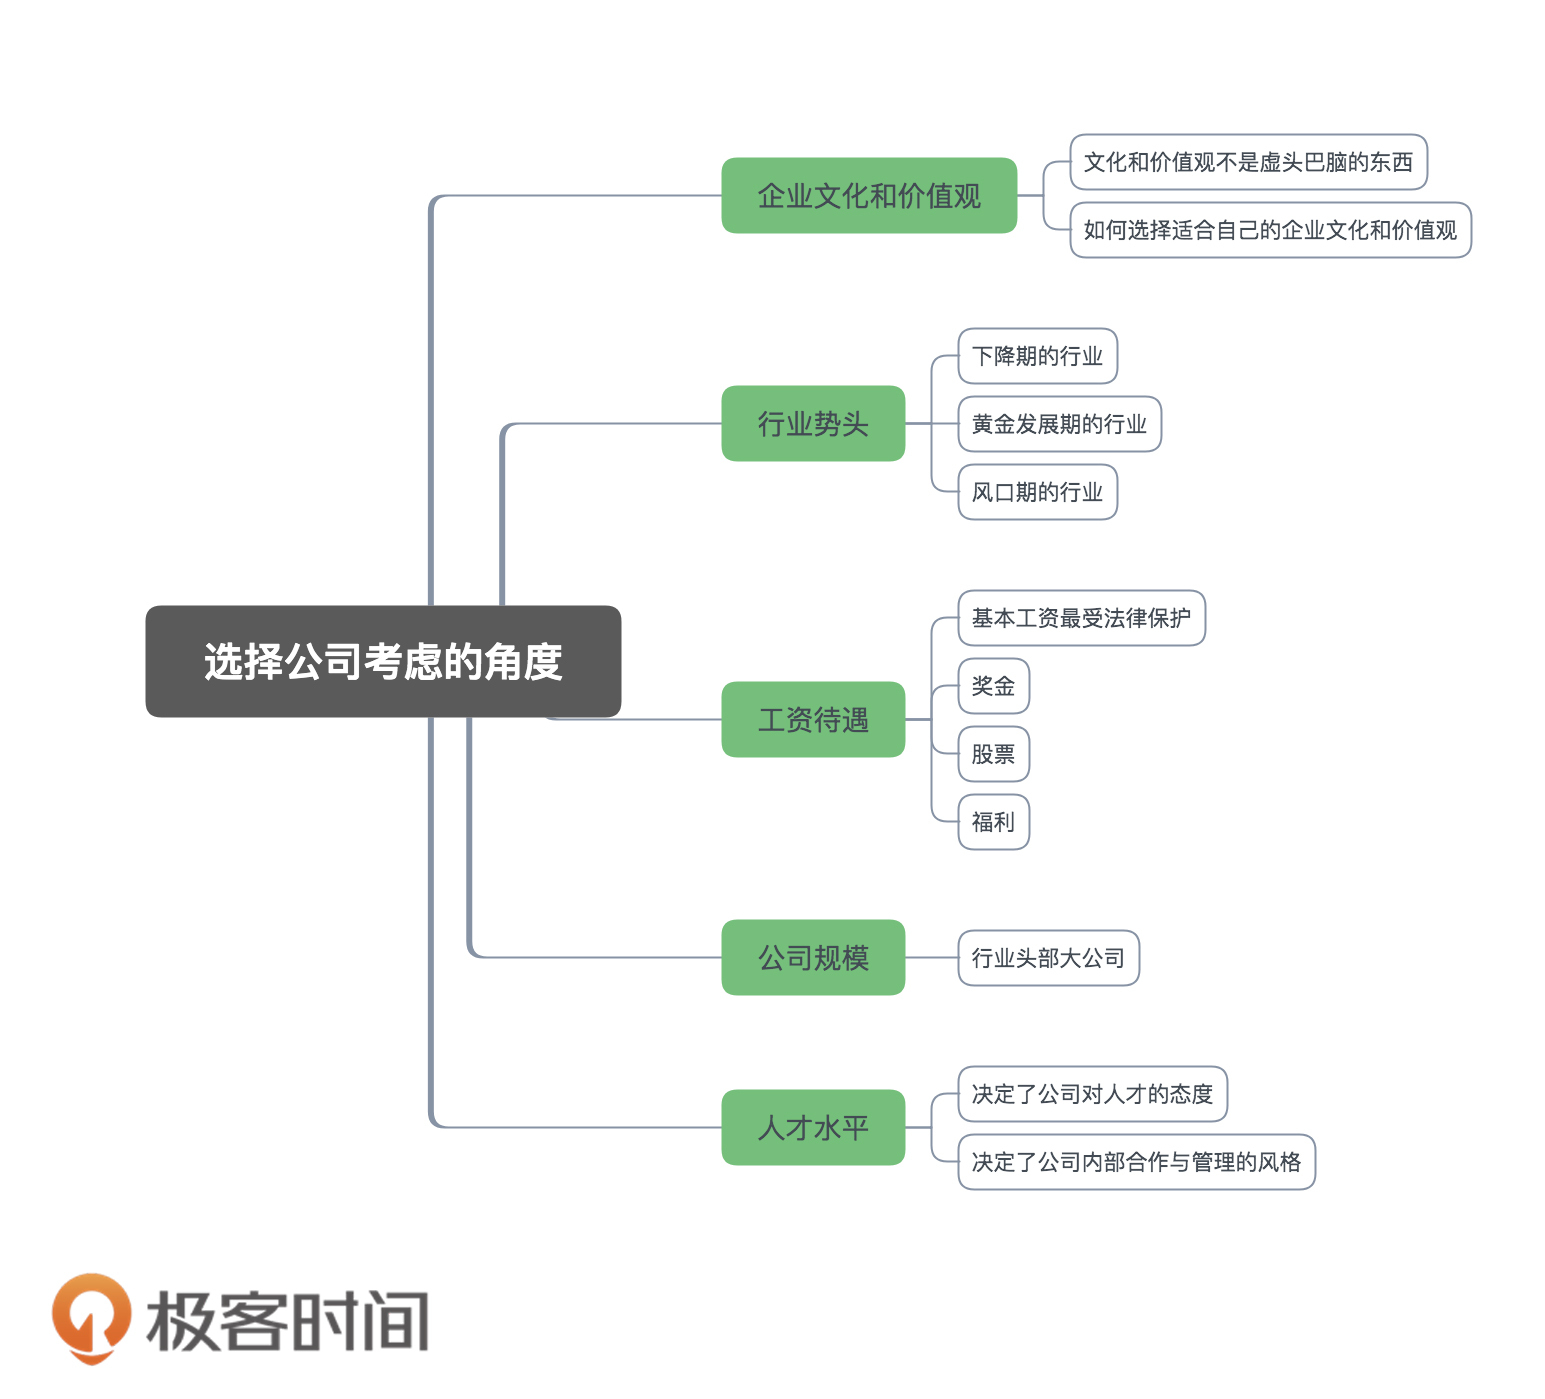 选择公司考虑的角度
企业文化和价值观
文化和价值观不是虚头巴脑的东西
如何选择适合自己的企业文化和价值观
行业势头
下降期的行业
黄金发展期的行业
风口期的行业
工资待遇
基本工资最受法律保护
奖金
股票
福利
公司规模
行业头部大公司
人才水平
决定了公司对人才的态度
决定了公司内部合作与管理的风格
极客时间